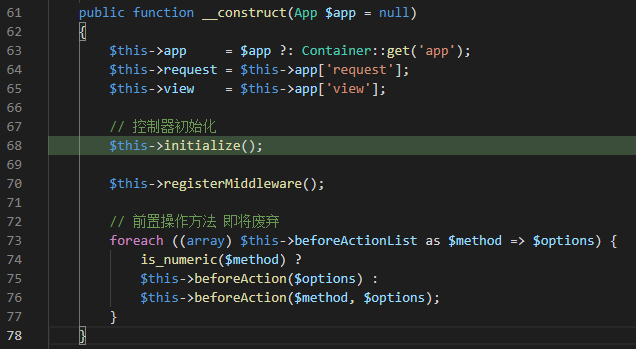 61 public function __construct(App $app = null)
62 {
63 $this->app     = $app ?: Container::get('app');
64 $this->request = $this->app['request'];
65 $this->view    = $this->app['view'];
66
67 // 控制器初始化
68 $this->initialize();
69
70 $this->registerMiddleware();
71
72 // 前置操作方法 即将废弃
73 foreach ((array) $this->beforeActionList as $method => $options) {
74 is_numeric($method) ?
75 $this->beforeAction($options) :
76 $this->beforeAction($method, $options);
77 }
78 }